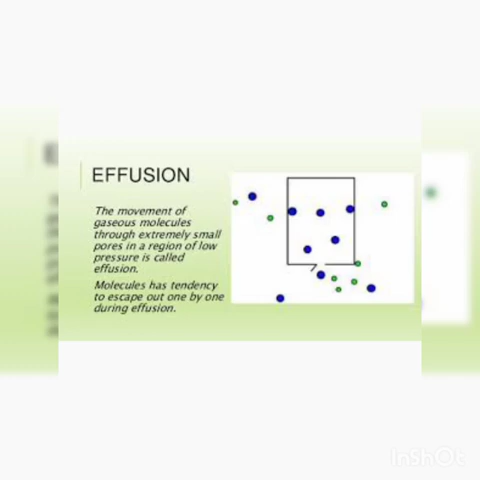 EFFUSION
The movement of
gaseous molecules
through extremely small
pores in a region of low
pressure is called
effusion.
Molecules has tendency
to escape out one by one
during effusion.
InShOt